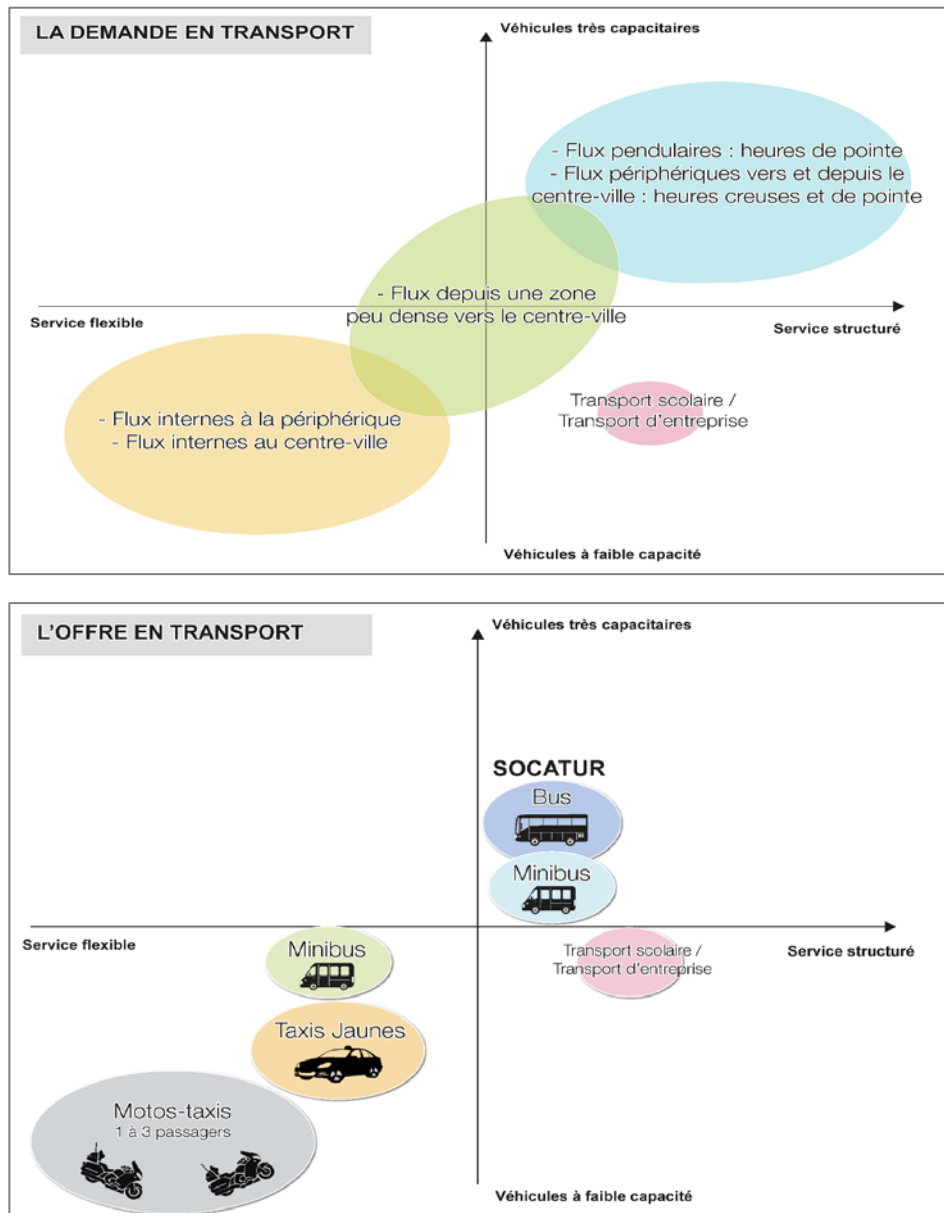 LA DEMANDE EN TRANSPORT
Véhicules très capacitaires
- Flux pendulaires : heures de pointe
- Flux périphériques vers et depuis le
centre-ville : heures creuses et de pointe
- Flux depuis une zone
peu dense vers le centre-ville
Service flexible
Service structuré
- Flux internes à la périphérique
- Flux internes au centre-ville
Transport scolaire /
Transport d'entreprise
Véhicules à faible capacité
L'OFFRE EN TRANSPORT
Véhicules très capacitaires
SOCATUR
Bus
Minibus
Service flexible
Service structuré
Minibus
Transport scolaire /
Transport d'entreprise
Taxis Jaunes
Motos-taxis
1 à 3 passagers
Véhicules à faible capacité